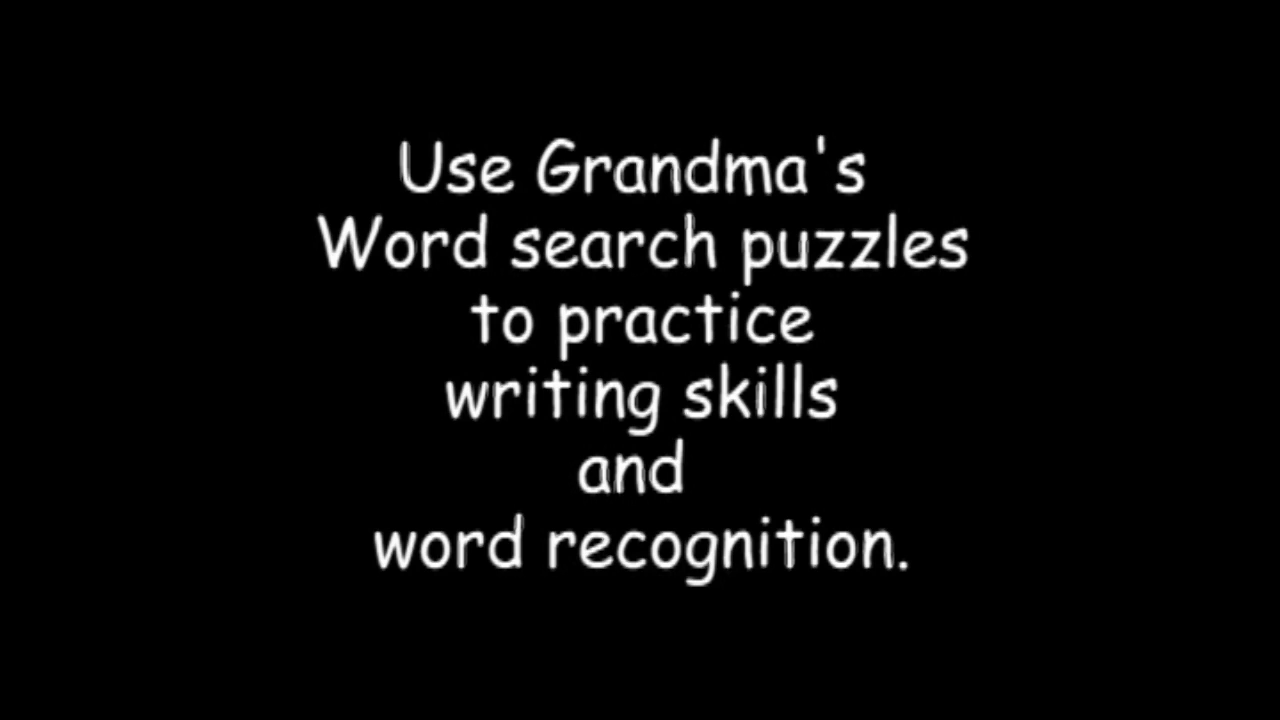 Use Grandma's
Word search puzzles
to practice
writing skills
and
word recognition.